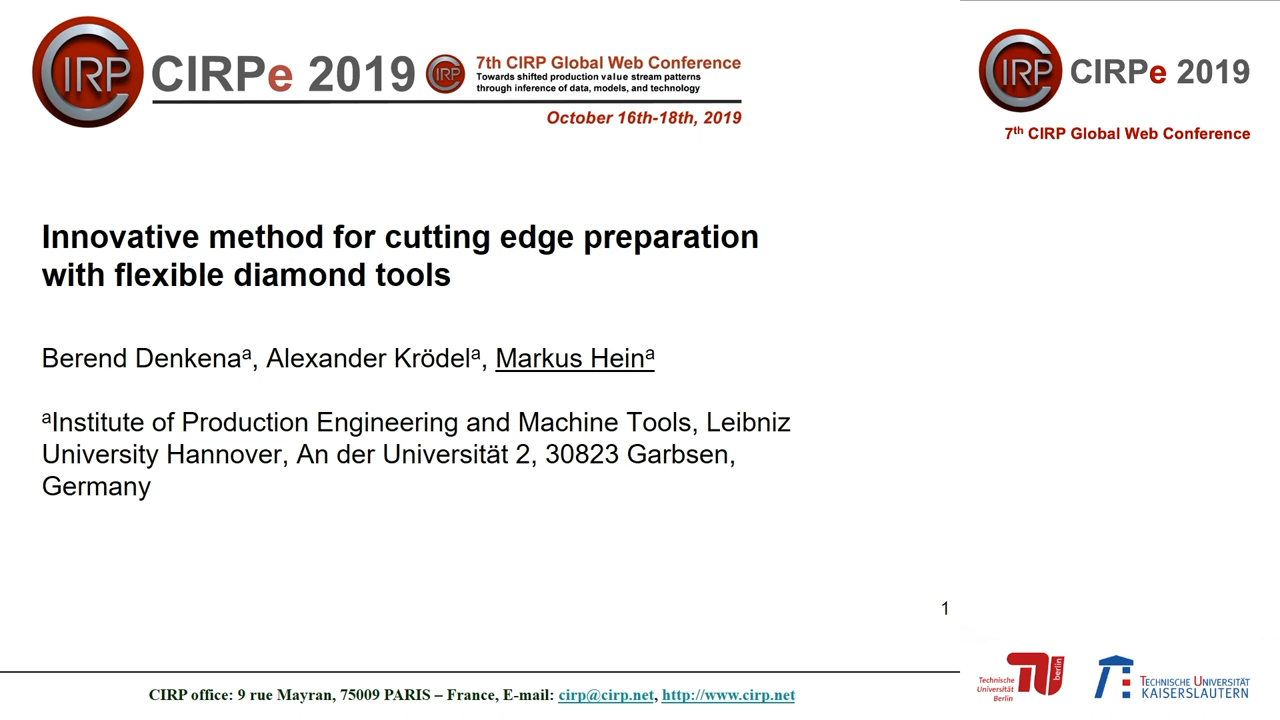 CIRP CIRPe 2019 CIRP 7th CIRP Global Web Conference
Towards shifted production value stream patterns
through inference of data, models, and technology
October 16th-18th, 2019
CIRP CIRPe 2019
7th CIRP Global Web Conference
Innovative method for cutting edge preparation
with flexible diamond tools
Berend Denkenaᵃ, Alexander Krödelᵃ, Markus Heinᵃ
ᵃInstitute of Production Engineering and Machine Tools, Leibniz
University Hannover, An der Universität 2, 30823 Garbsen,
Germany
1
CIRP office: 9 rue Mayran, 75009 PARIS – France, E-mail: cirp@cirp.net, http://www.cirp.net
Technische
Universität
Berlin
berlin
TECHNISCHE UNIVERSITÄT
KAISERSLAUTERN